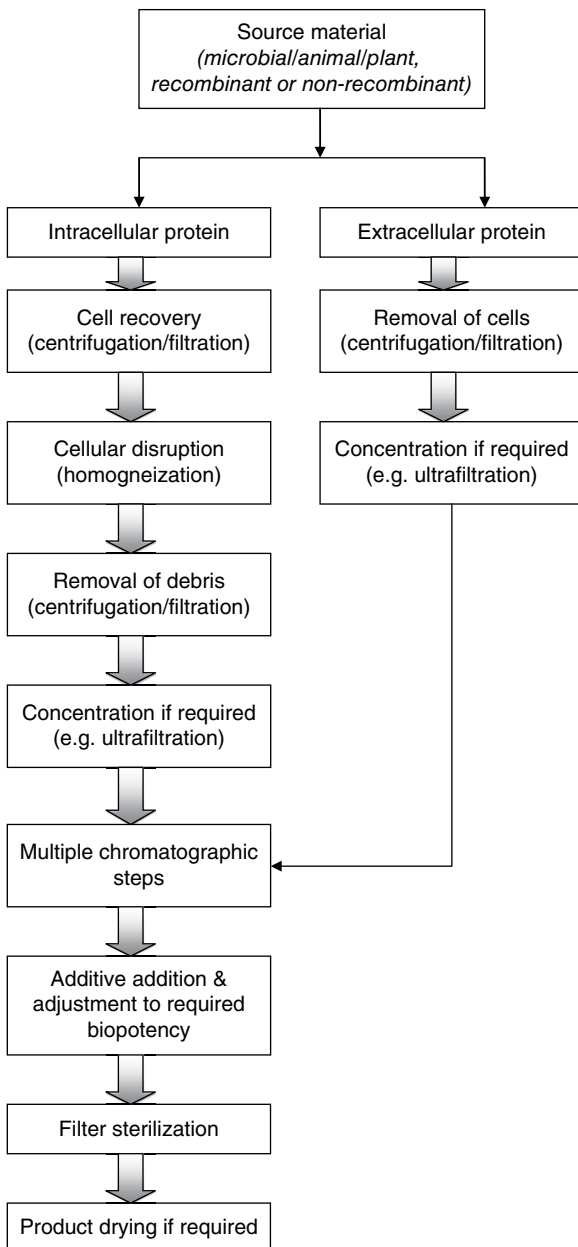 Source material
(microbial/animal/plant,
recombinant or non-recombinant)
Intracellular protein
Extracellular protein
Cell recovery
(centrifugation/filtration)
Removal of cells
(centrifugation/filtration)
Cellular disruption
(homogneization)
Concentration if required
(e.g. ultrafiltration)
Removal of debris
(centrifugation/filtration)
Concentration if required
(e.g. ultrafiltration)
Multiple chromatographic
steps
Additive addition &
adjustment to required
biopotency
Filter sterilization
Product drying if required